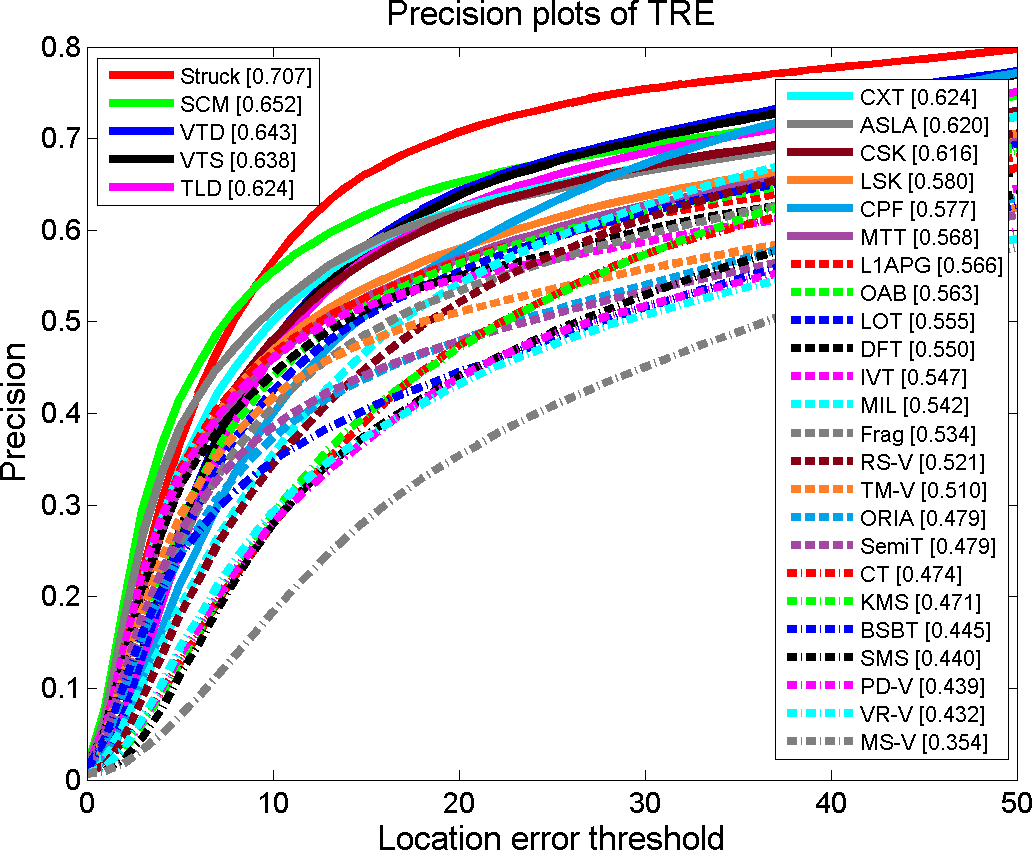 Precision plots of TRE
0.8
0.7
0.6
0.5
0.4
0.3
0.2
0.1
0
Precision
Struck [0.707]
SCM [0.652]
VTD [0.643]
VTS [0.638]
TLD [0.624]
CXT [0.624]
ASLA [0.620]
CSK [0.616]
LSK [0.580]
CPF [0.577]
MTT [0.568]
L1APG [0.566]
OAB [0.563]
LOT [0.555]
DFT [0.550]
IVT [0.547]
MIL [0.542]
Frag [0.534]
RS-V [0.521]
TM-V [0.510]
ORIA [0.479]
SemiT [0.479]
CT [0.474]
KMS [0.471]
BSBT [0.445]
SMS [0.440]
PD-V [0.439]
VR-V [0.432]
MS-V [0.354]
0 10 20 30 40 50
Location error threshold